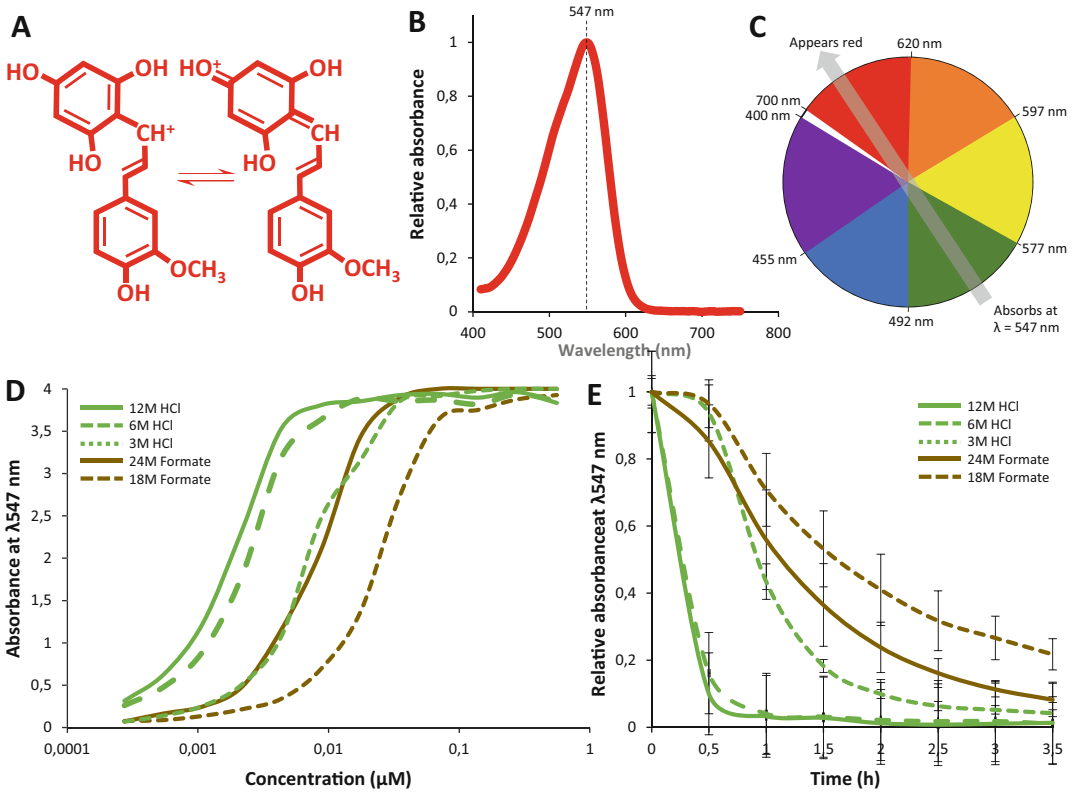 A
HO
OH
CH+
HO
OCH3
OH
HO+
OH
CH
HO
OCH3
OH
B
547 nm
Relative absorbance
1
0,8
0,6
0,4
0,2
0
400
500
600
700
800
Wavelength (nm)
C
Appears red
620 nm
700 nm
400 nm
597 nm
577 nm
455 nm
492 nm
Absorbs at
λ = 547 nm
D
12M HCl
6M HCl
3M HCl
24M Formate
18M Formate
Absorbance at λ547 nm
4
3,5
3
2,5
2
1,5
1
0,5
0
0,0001
0,001
0,01
0,1
1
Concentration (µM)
E
12M HCl
6M HCl
3M HCl
24M Formate
18M Formate
Relative absorbanceat λ547 nm
1
0,8
0,6
0,4
0,2
0
0
0,5
1
1,5
2
2,5
3
3,5
Time (h)